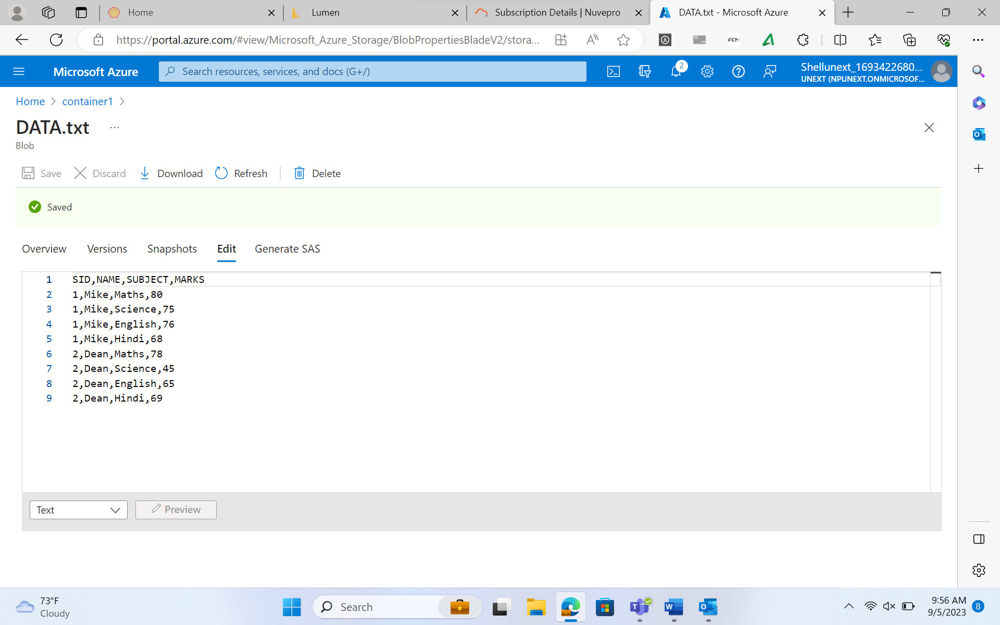 Home
Lumen
Subscription Details | Nuvepro
DATA.txt - Microsoft Azure
https://portal.azure.com/#view/Microsoft_Azure_Storage/BlobPropertiesBladeV2/stora...
FCM
Microsoft Azure
Search resources, services, and docs (G+/)
2
Shellunext_1693422680...
UNEXT (NPUNEXT.ONMICROSOF...
Home > container1 >
DATA.txt ...
Blob
Save Discard Download Refresh Delete
Saved
Overview Versions Snapshots Edit Generate SAS
1 SID,NAME,SUBJECT,MARKS
2 1,Mike,Maths,80
3 1,Mike,Science,75
4 1,Mike,English,76
5 1,Mike,Hindi,68
6 2,Dean,Maths,78
7 2,Dean,Science,45
8 2,Dean,English,65
9 2,Dean,Hindi,69
Text Preview
73°F
Cloudy
Search
9:56 AM
9/5/2023
8